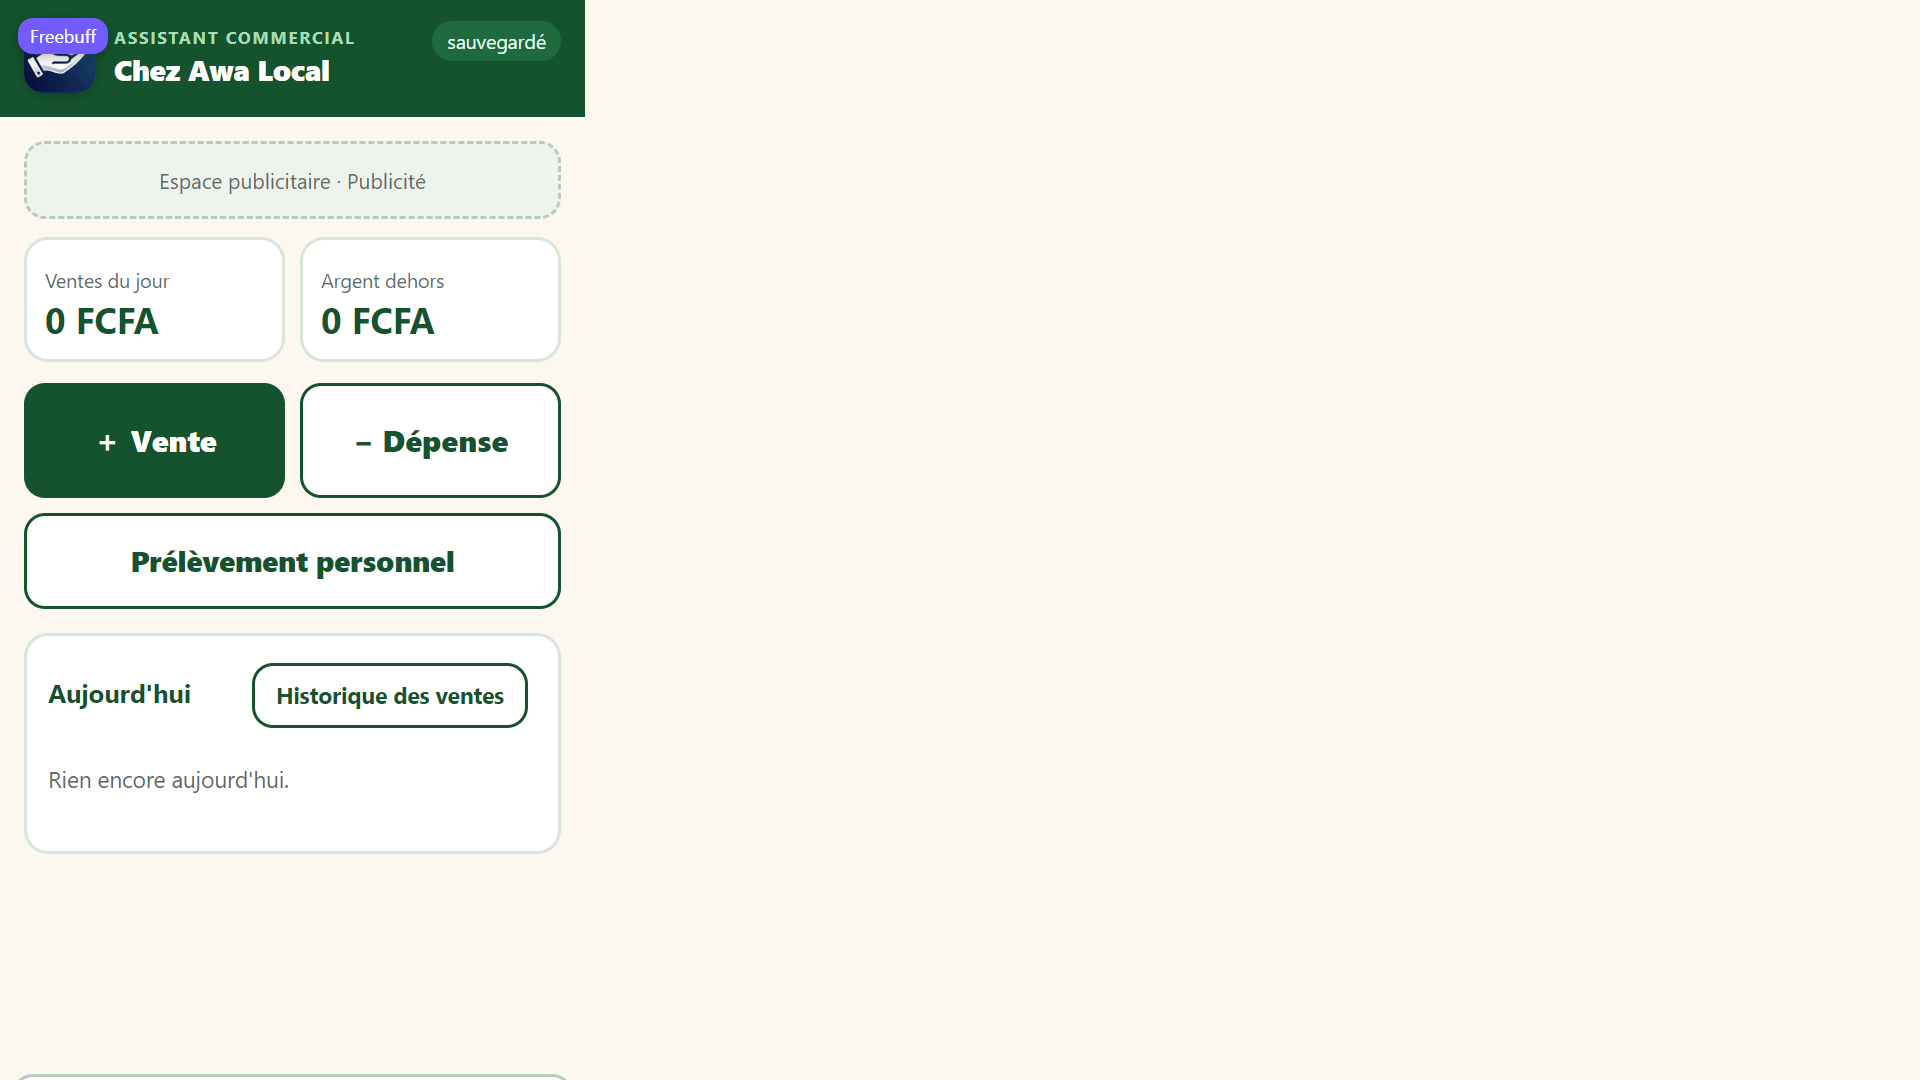 Freebuff
ASSISTANT COMMERCIAL
Chez Awa Local
sauvegardé
Espace publicitaire · Publicité
Ventes du jour
0 FCFA
Argent dehors
0 FCFA
+ Vente
− Dépense
Prélèvement personnel
Aujourd'hui
Historique des ventes
Rien encore aujourd'hui.